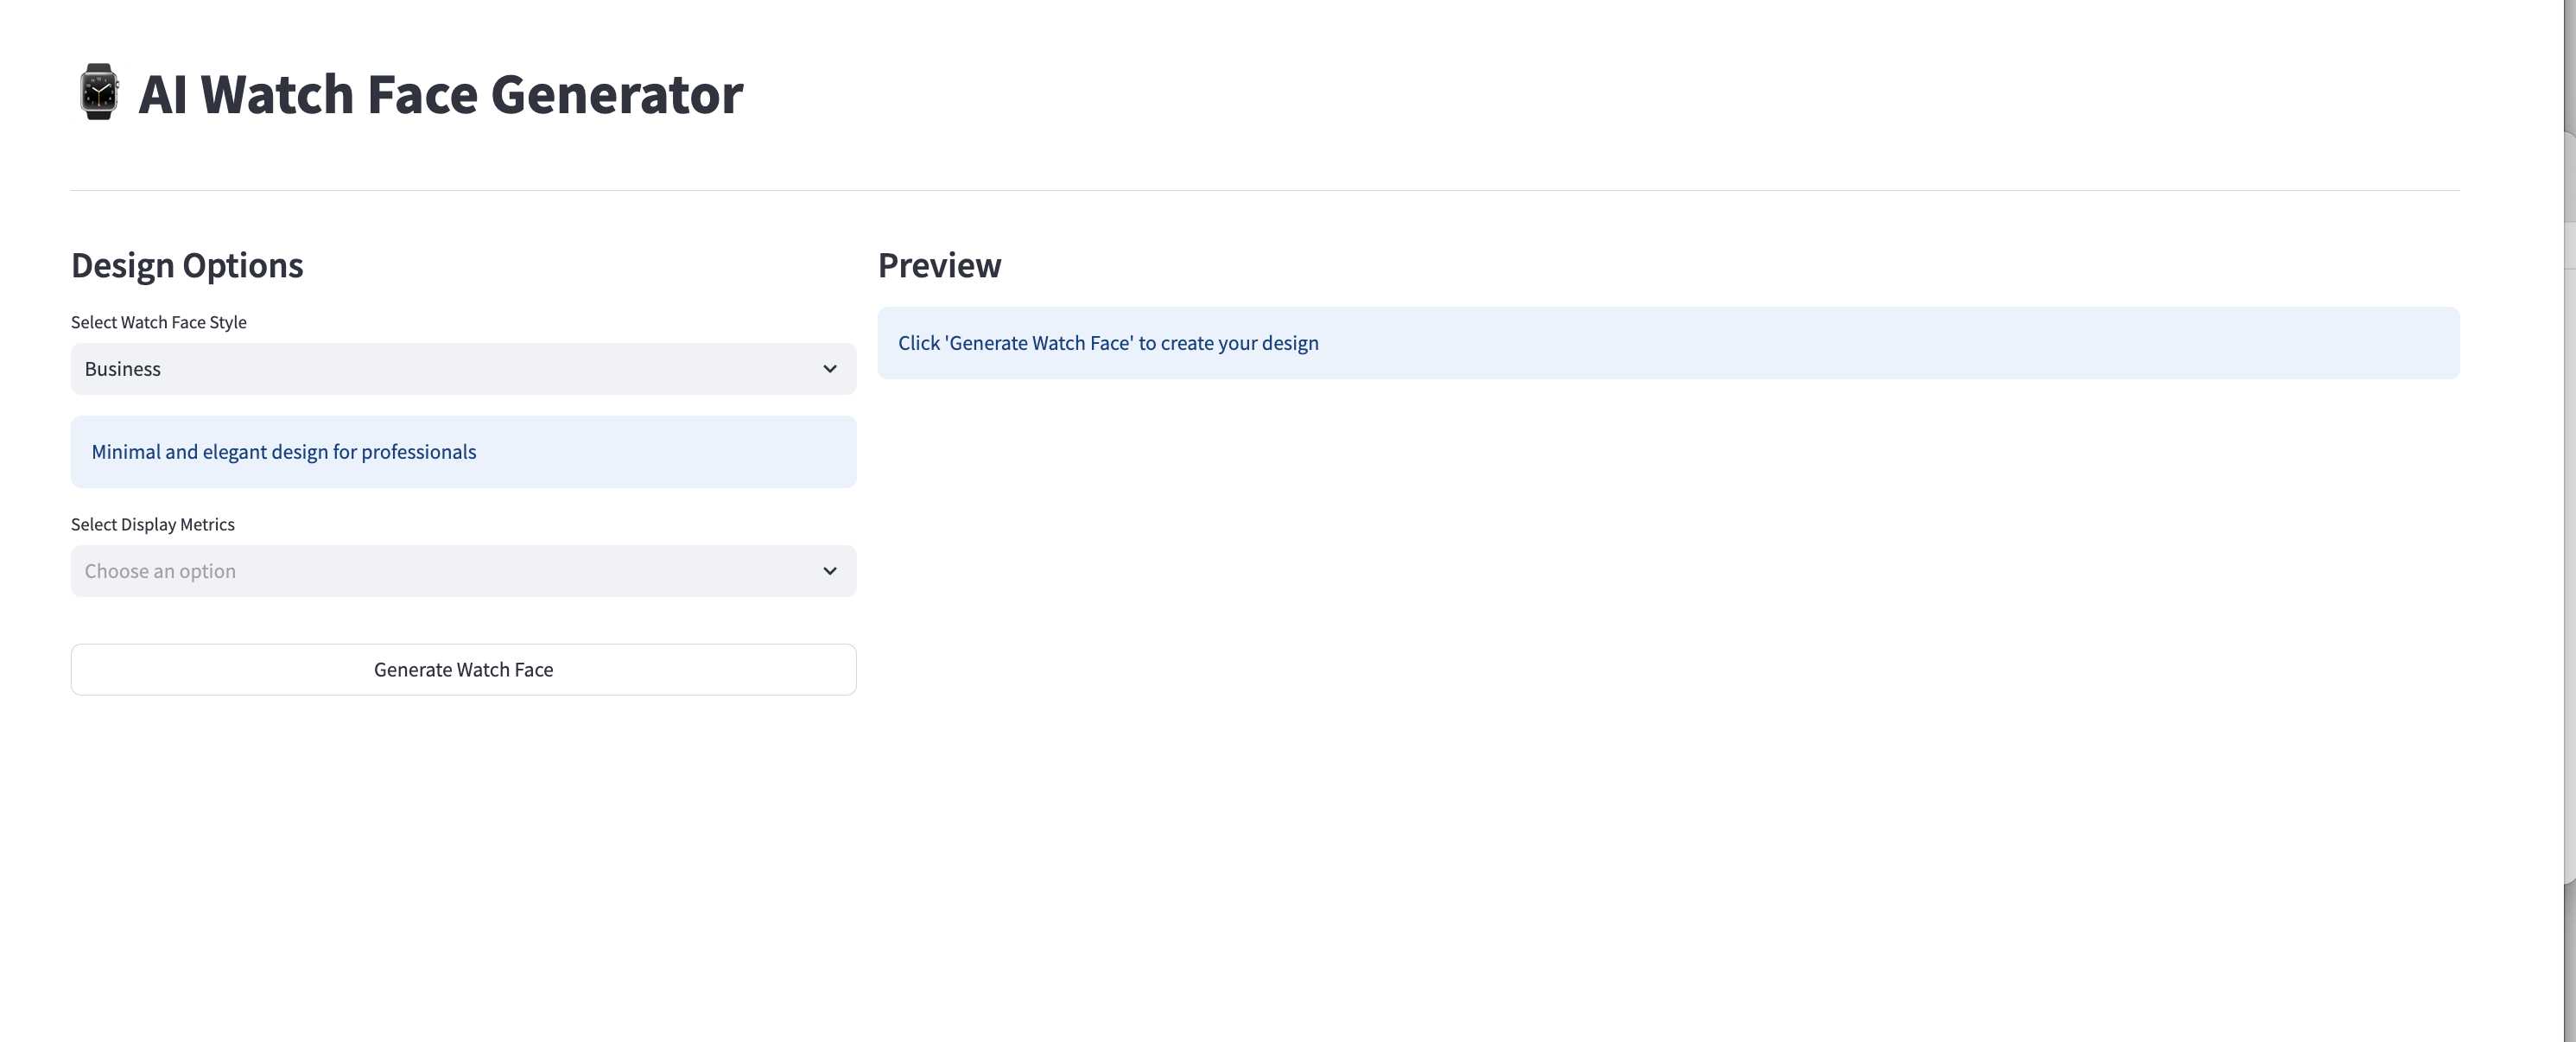 AI Watch Face Generator
Design Options
Select Watch Face Style
Business
Minimal and elegant design for professionals
Select Display Metrics
Choose an option
Generate Watch Face
Preview
Click 'Generate Watch Face' to create your design